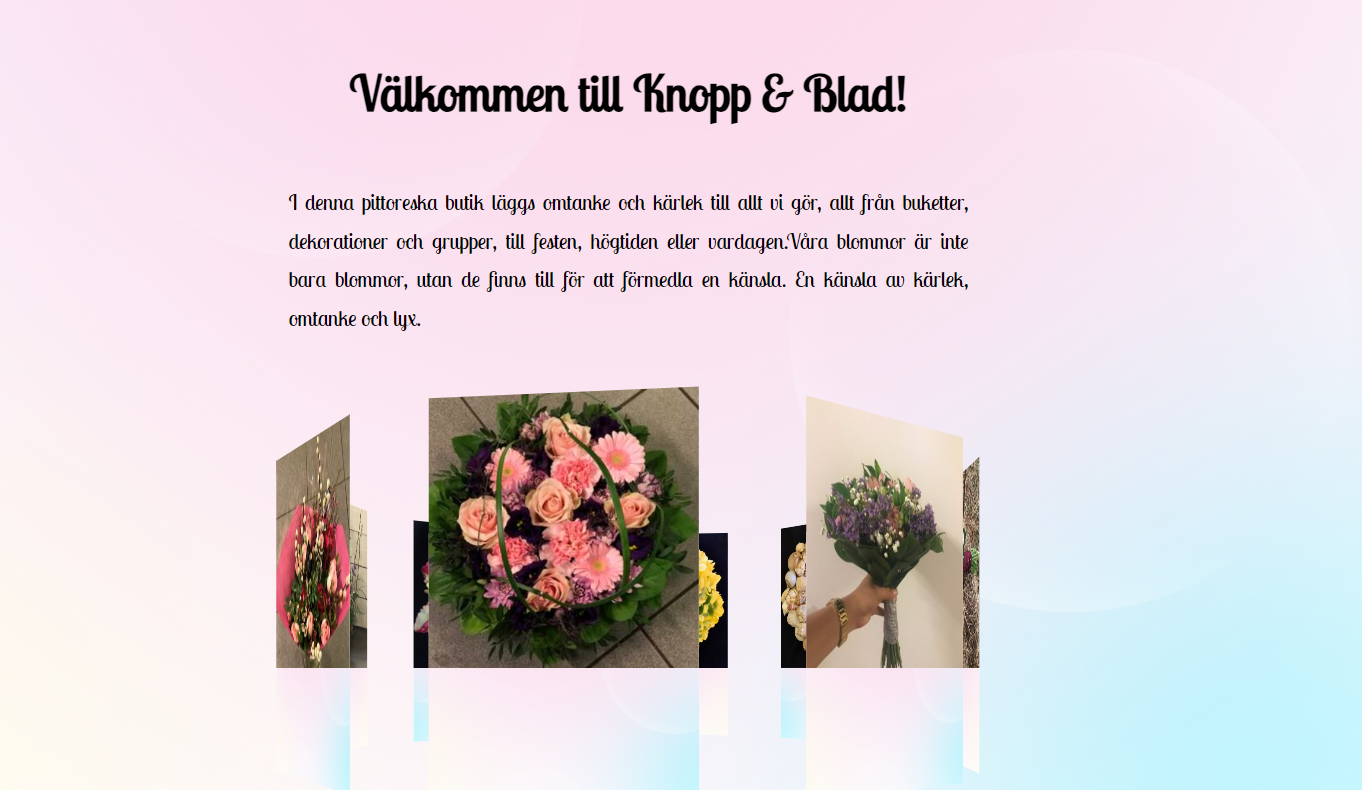 Välkommen till Knopp & Blad!
I denna pittoreska butik läggs omtanke och kärlek till allt vi gör, allt från buketter,
dekorationer och grupper, till festen, högtiden eller vardagen.Våra blommor är inte
bara blommor, utan de finns till för att förmedla en känsla. En känsla av kärlek,
omtanke och lyx.